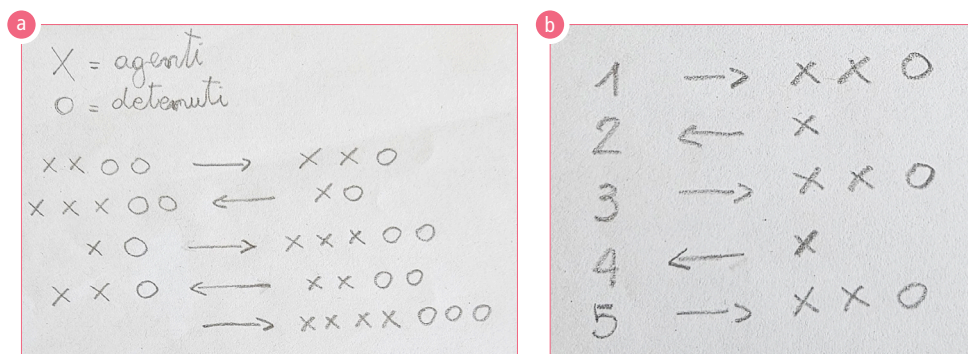 a
X = agenti
O = detenuti
X X O O → X X O
X X X O O ← X O
X O → X X X O O
X X O ← X X O O
→ X X X X O O O
b
1 → X X O
2 ← X
3 → X X O
4 ← X
5 → X X O